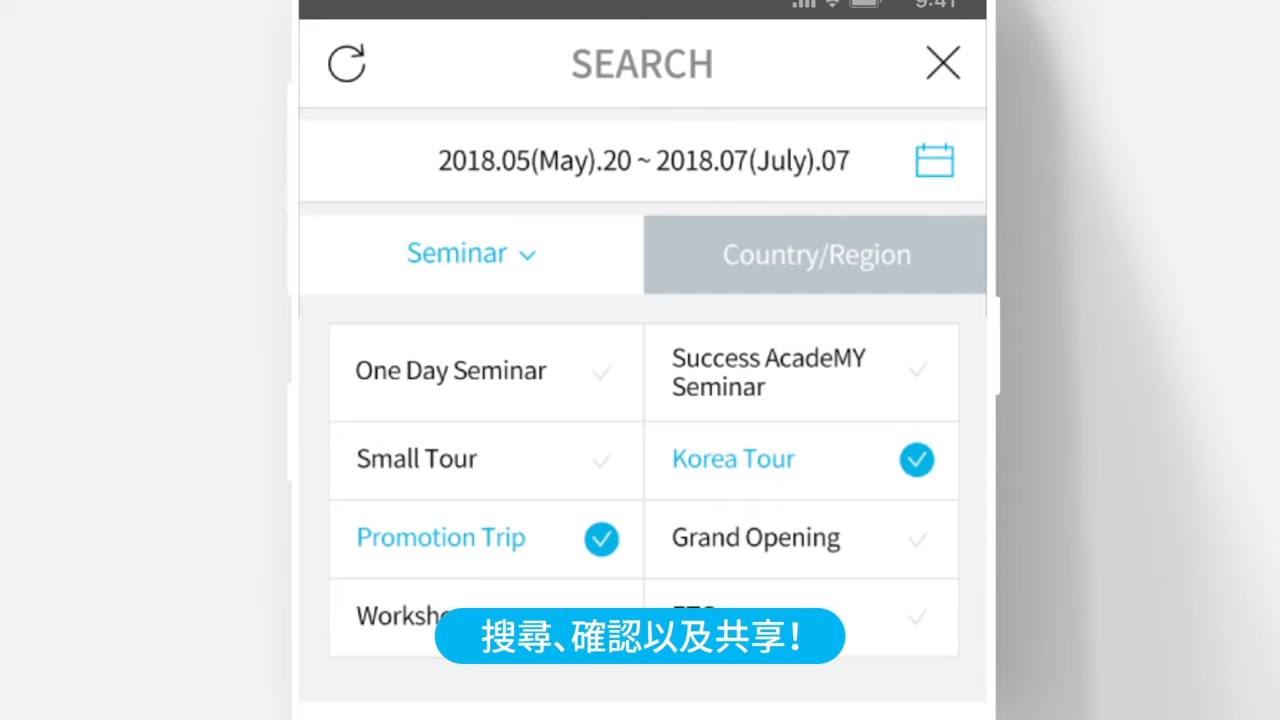 SEARCH
2018.05(May).20 ~ 2018.07(July).07
Seminar
Country/Region
One Day Seminar
Success AcadeMY
Seminar
Small Tour
Korea Tour
Promotion Trip
Grand Opening
搜尋、確認以及共享!